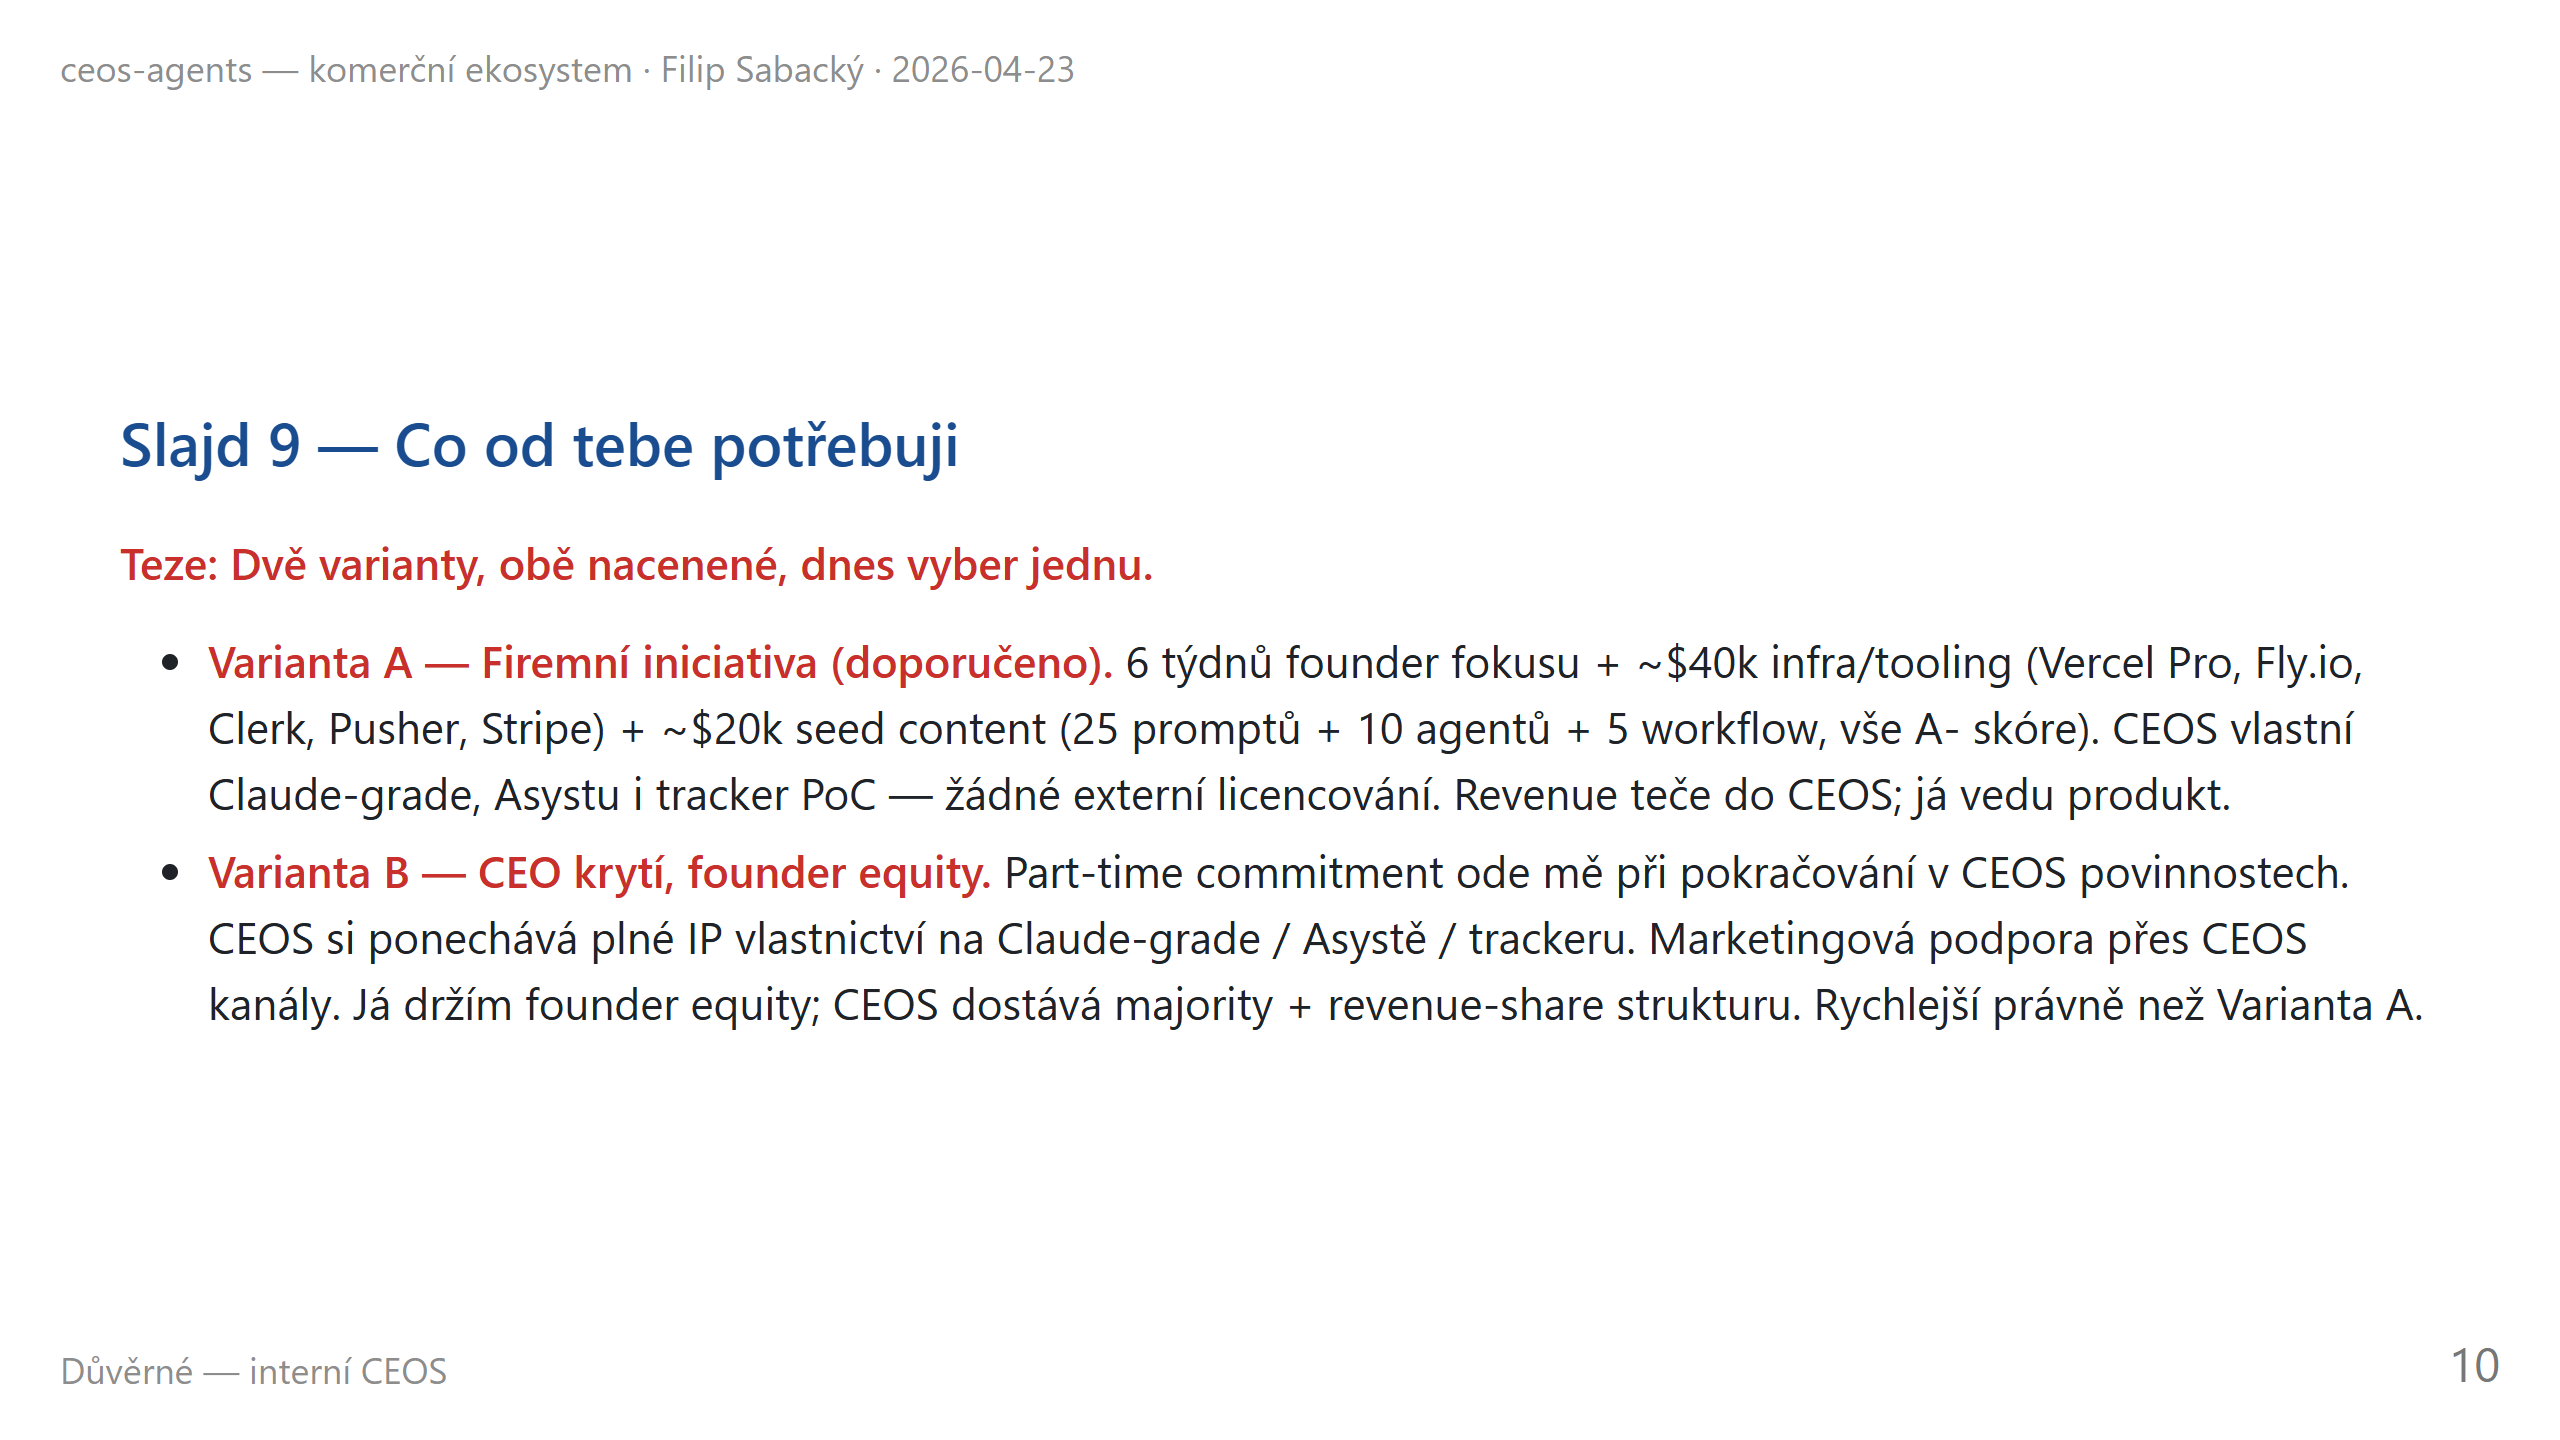 ceos-agents — komerční ekosystem · Filip Sabacký · 2026-04-23
Slajd 9 — Co od tebe potřebuji
Teze: Dvě varianty, obě nacenené, dnes vyber jednu.
• Varianta A — Firemní iniciativa (doporučeno). 6 týdnů founder fokusu + ~$40k infra/tooling (Vercel Pro, Fly.io,
Clerk, Pusher, Stripe) + ~$20k seed content (25 promptů + 10 agentů + 5 workflow, vše A- skóre). CEOS vlastní
Claude-grade, Asystu i tracker PoC — žádné externí licencování. Revenue teče do CEOS; já vedu produkt.
• Varianta B — CEO krytí, founder equity. Part-time commitment ode mě při pokračování v CEOS povinnostech.
CEOS si ponechává plné IP vlastnictví na Claude-grade / Asystě / trackeru. Marketingová podpora přes CEOS
kanály. Já držím founder equity; CEOS dostává majority + revenue-share strukturu. Rychlejší právně než Varianta A.
Důvěrné — interní CEOS
10